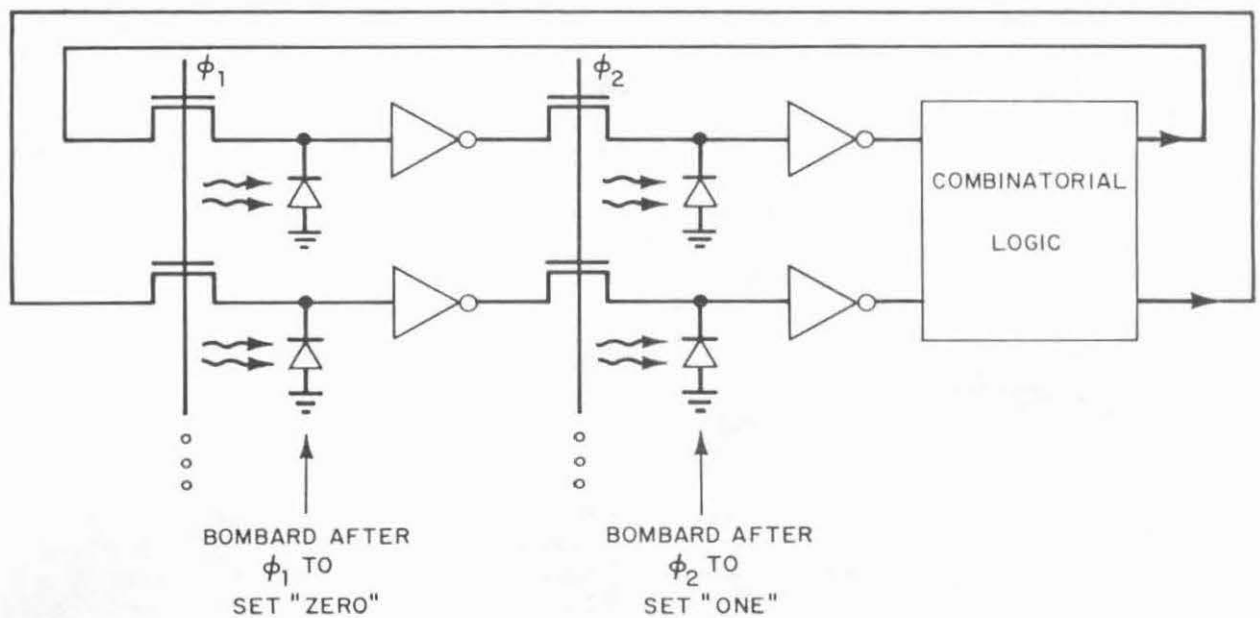 ϕ₁
ϕ₂
COMBINATORIAL
LOGIC
BOMBARD AFTER
ϕ₁ TO
SET "ZERO"
BOMBARD AFTER
ϕ₂ TO
SET "ONE"